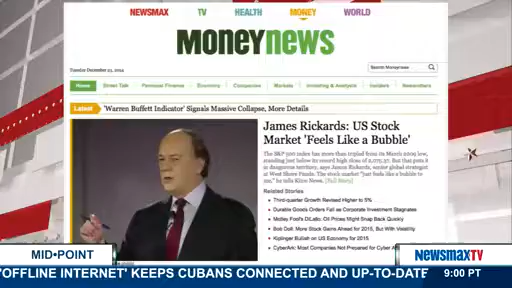 NEWSMAX TV HEALTH MONEY WORLD
MONEYNEWS
Tuesday December 23, 2014
Search Moneynews
Home Street Talk Personal Finance Economy Companies Markets Investing & Analysis Insiders Newsletters
Latest 'Warren Buffett Indicator' Signals Massive Collapse, More Details
James Rickards: US Stock
Market 'Feels Like a Bubble'
The S&P 500 index has more than tripled from its March 2009 low,
standing just below its record high close of
But that puts it
in dangerous territory, says James Rickards, senior global strategist
at West Shore Funds. The stock market "just feels like a bubble to
me," he tells Kitco News. [Full Story]
Related Stories
Third-quarter Growth Revised Higher to 5%
Durable Goods Orders Fall as Corporate Investment Stagnates
Motley Fool's DiLallo: Oil Prices Might Snap Back Quickly
Bob Doll: More Stock Gains Ahead for 2015, But With Volatility
Kiplinger Bullish on US Economy for 2015
CyberArk: Most Companies Not Prepared for Cyber A
MID•POINT
NEWSMAXTV
'OFFLINE INTERNET' KEEPS CUBANS CONNECTED AND UP-TO-DATE
9:00 PT